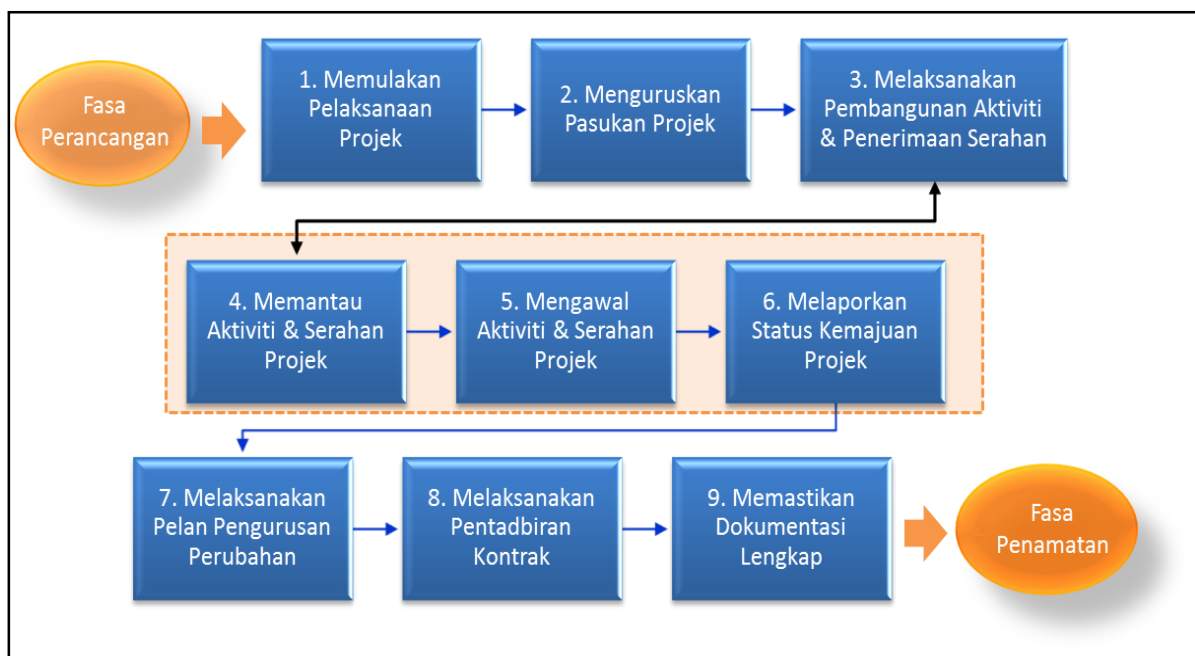 Fasa
Perancangan
1. Memulakan
Pelaksanaan
Projek
2. Menguruskan
Pasukan Projek
3. Melaksanakan
Pembangunan Aktiviti
& Penerimaan Serahan
4. Memantau
Aktiviti & Serahan
Projek
5. Mengawal
Aktiviti & Serahan
Projek
6. Melaporkan
Status Kemajuan
Projek
7. Melaksanakan
Pelan Pengurusan
Perubahan
8. Melaksanakan
Pentadbiran
Kontrak
9. Memastikan
Dokumentasi
Lengkap
Fasa
Penamatan